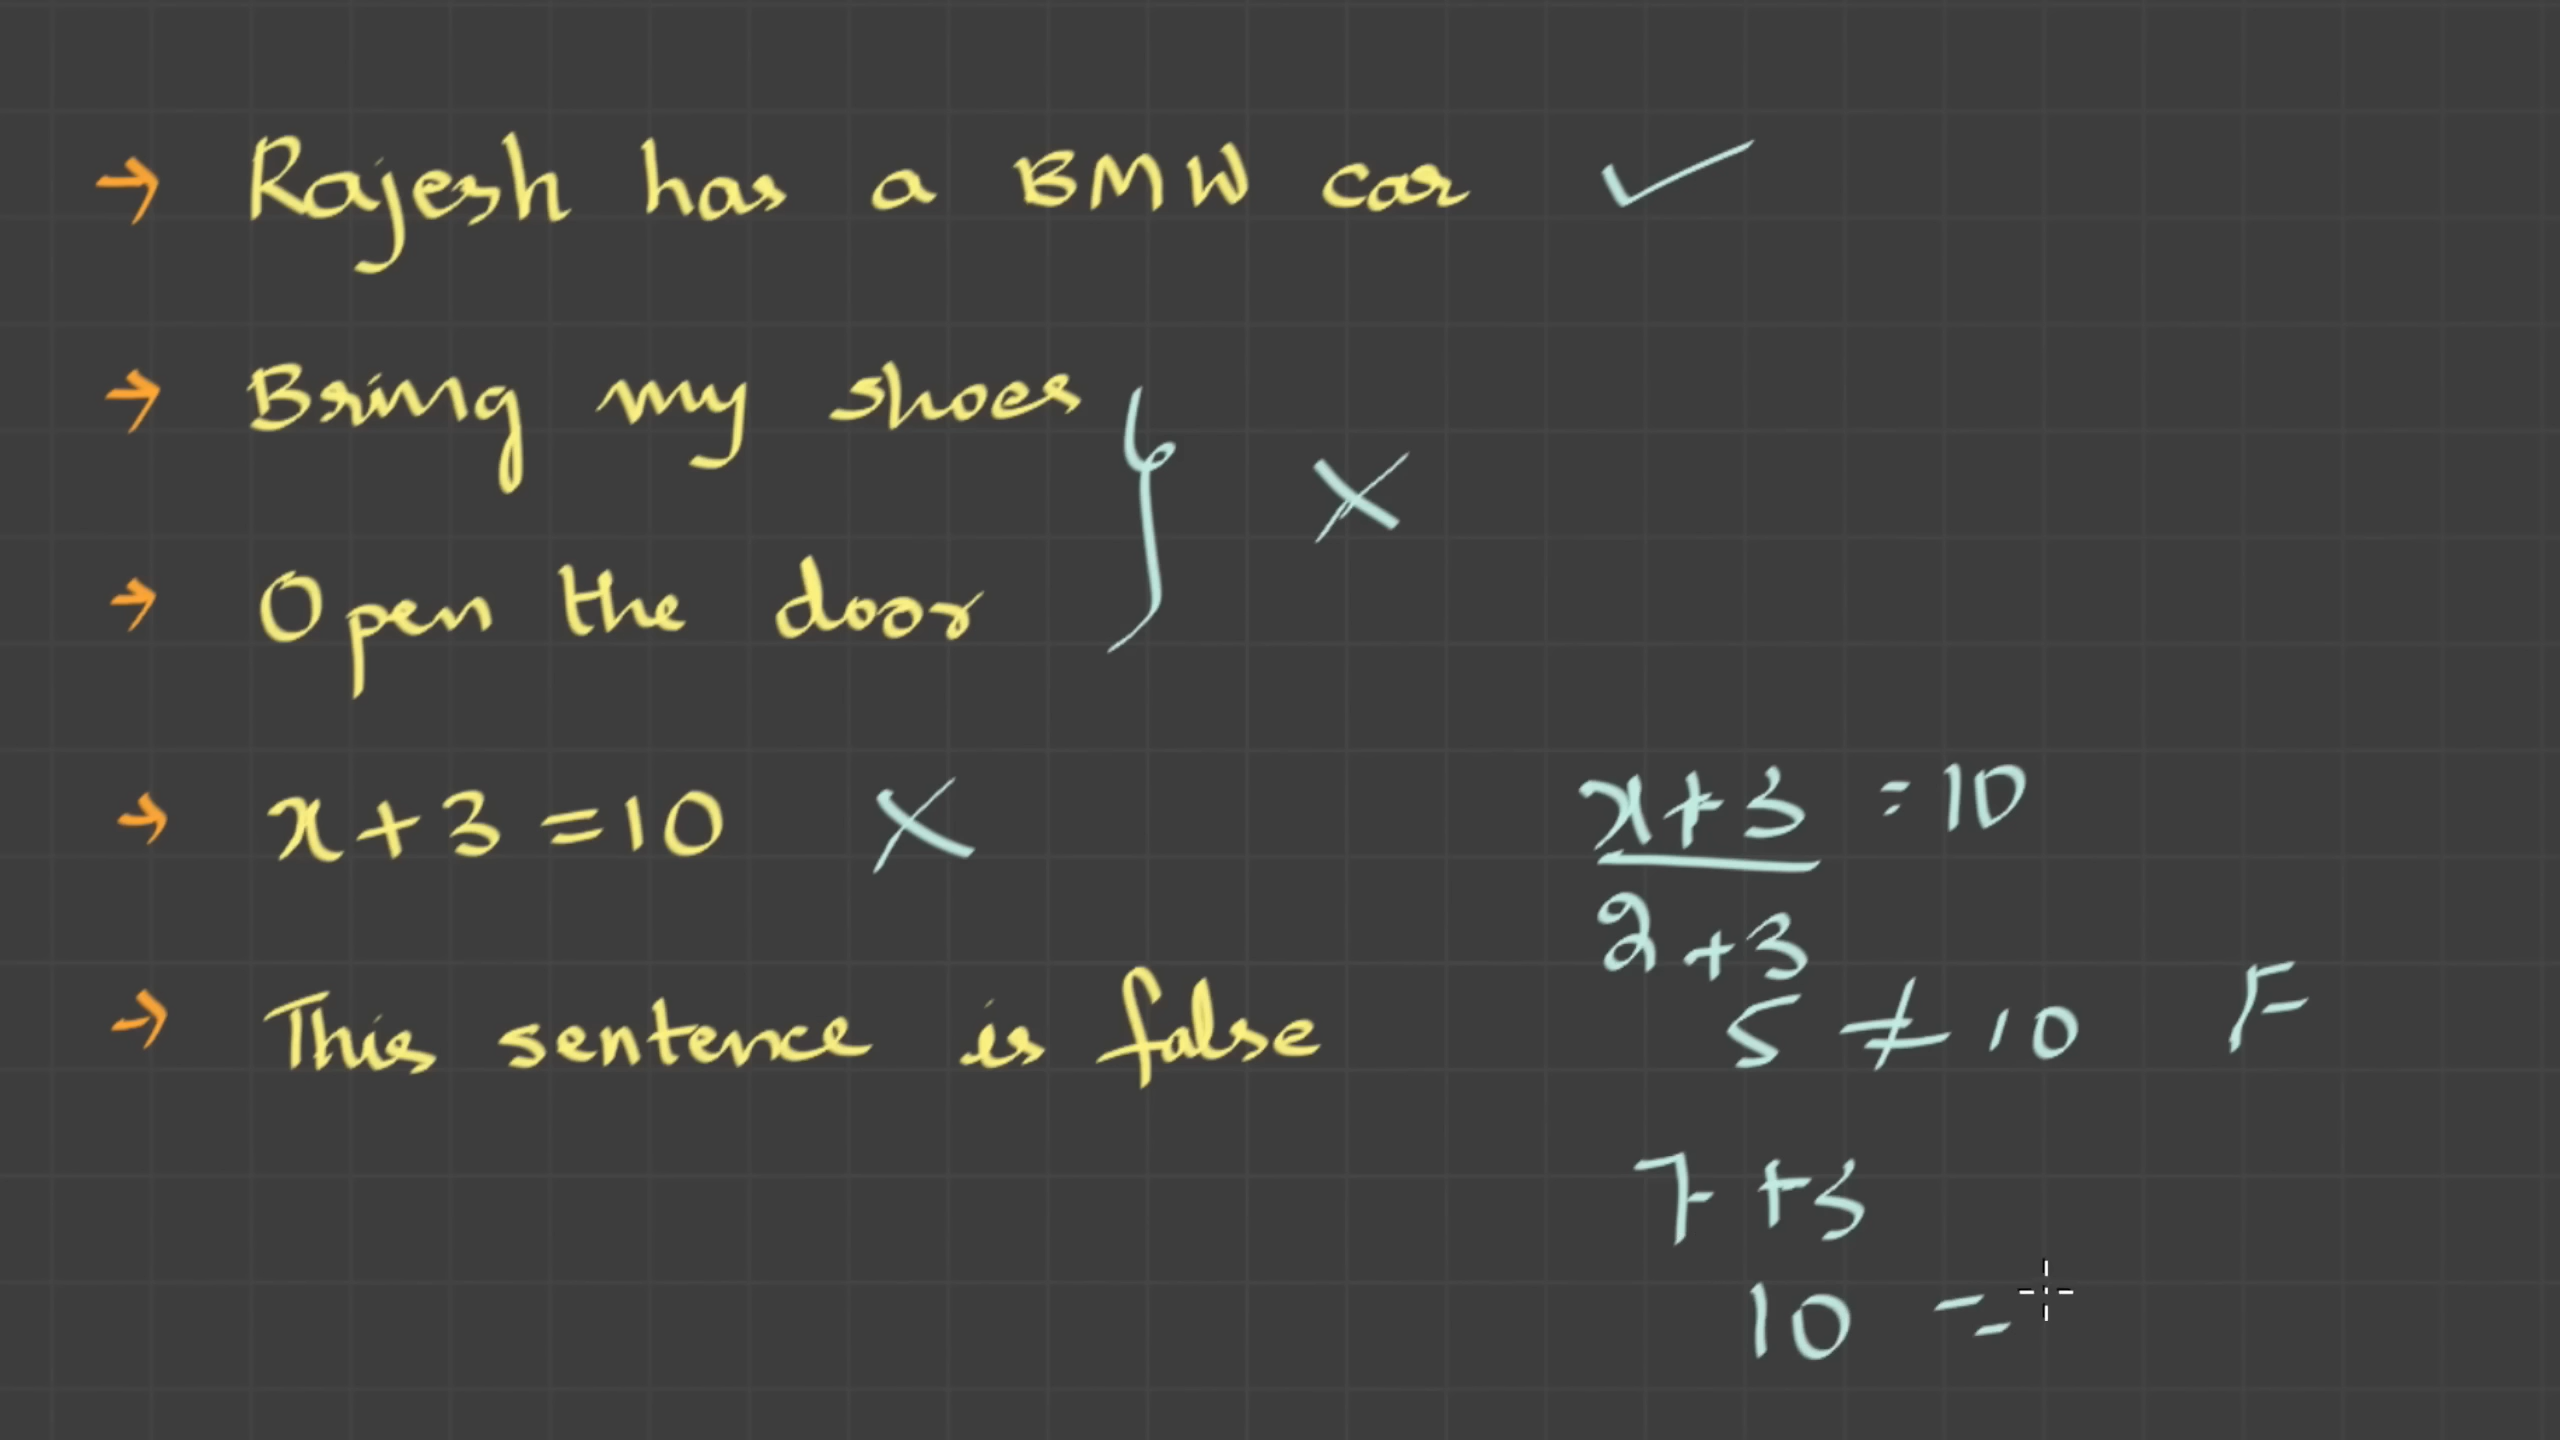 → Rajesh has a BMW car ✓
→ Bring my shoes
→ Open the door } ×
→ x+3=10 ×
→ This sentence is false
x+3 = 10
2+3
5 ≠ 10 F
7+3
10 =